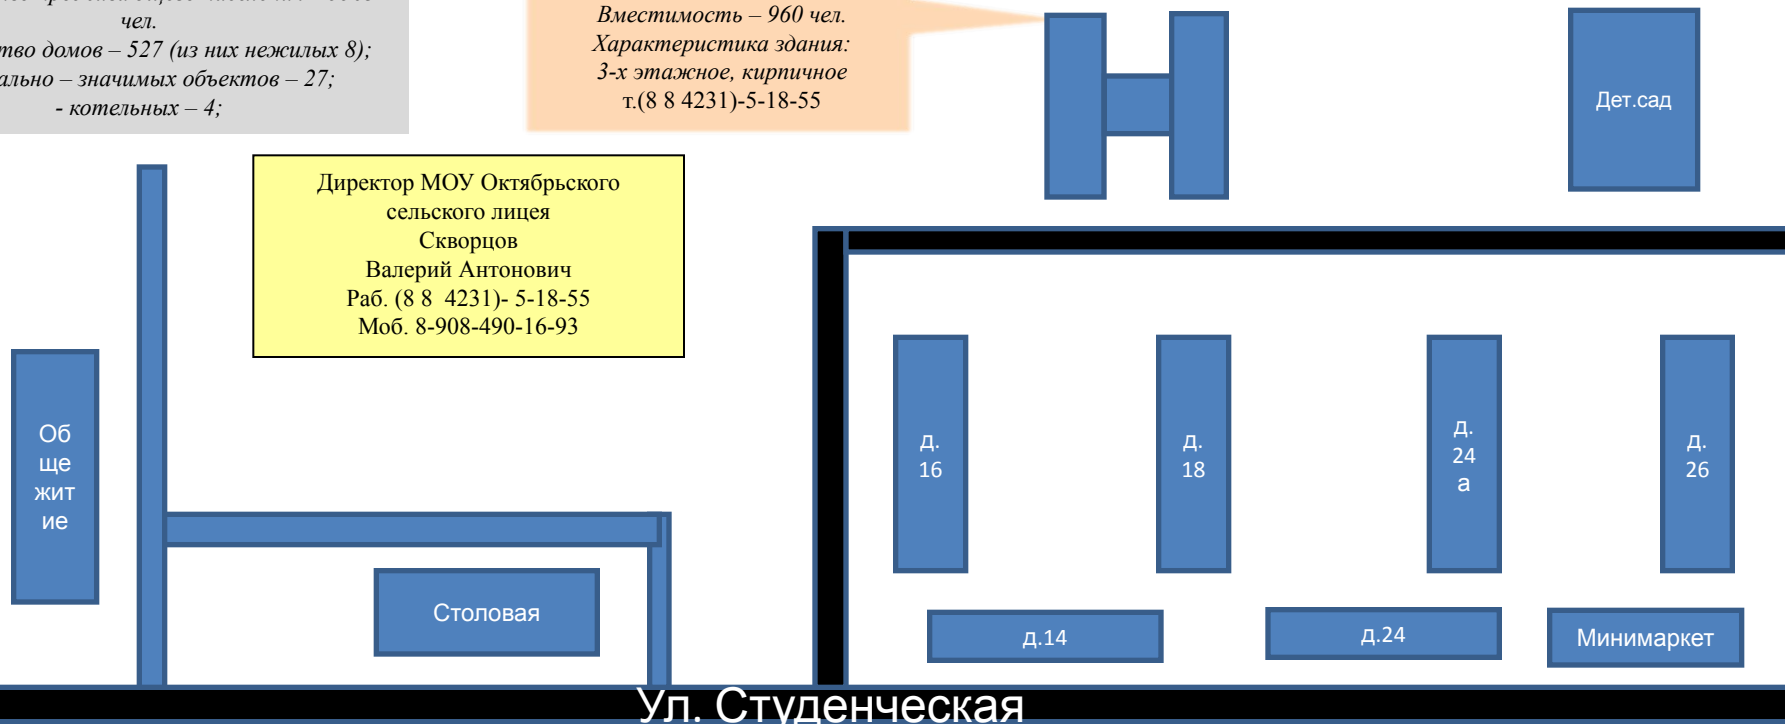 чел.
тво домов – 527 (из них нежилых 8);
ально – значимых объектов – 27;
- котельных – 4;
Вместимость – 960 чел.
Характеристика здания:
3-х этажное, кирпичное
т.(8 8 4231)-5-18-55
Дет.сад
Директор МОУ Октябрьского
сельского лицея
Скворцов
Валерий Антонович
Раб. (8 8  4231)- 5-18-55
Моб. 8-908-490-16-93
Об
ще
жит
ие
Столовая
д.
16
д.
18
д.
24
а
д.
26
д.14
д.24
Минимаркет
Ул. Студенческая